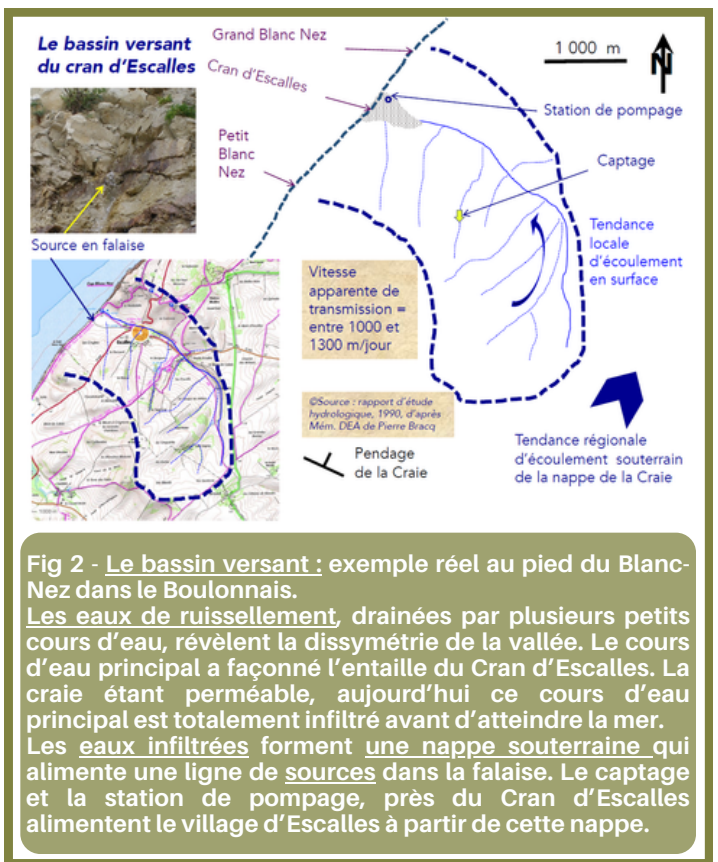 Le bassin versant
du cran d'Escalles
Grand Blanc Nez
Cran d'Escalles
Petit
Blanc
Nez
1 000 m
N
Station de pompage
Captage
Source en falaise
Tendance
locale
d'écoulement
en surface
Vitesse
apparente de
transmission =
entre 1000 et
1300 m/jour
©Source : rapport d'étude
hydrologique, 1990, d'après
Mém. DEA de Pierre Bracq
Pendage
de la Craie
Tendance régionale
d'écoulement souterrain
de la nappe de la Craie
Fig 2 - Le bassin versant : exemple réel au pied du Blanc-
Nez dans le Boulonnais.
Les eaux de ruissellement, drainées par plusieurs petits
cours d'eau, révèlent la dissymétrie de la vallée. Le cours
d'eau principal a façonné l'entaille du Cran d'Escalles. La
craie étant perméable, aujourd'hui ce cours d'eau
principal est totalement infiltré avant d'atteindre la mer.
Les eaux infiltrées forment une nappe souterraine qui
alimente une ligne de sources dans la falaise. Le captage
et la station de pompage, près du Cran d'Escalles
alimentent le village d'Escalles à partir de cette nappe.